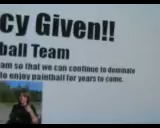 cy Given!!
ball Team
am so that we can continue to dominate
to enjoy paintball for years to come.